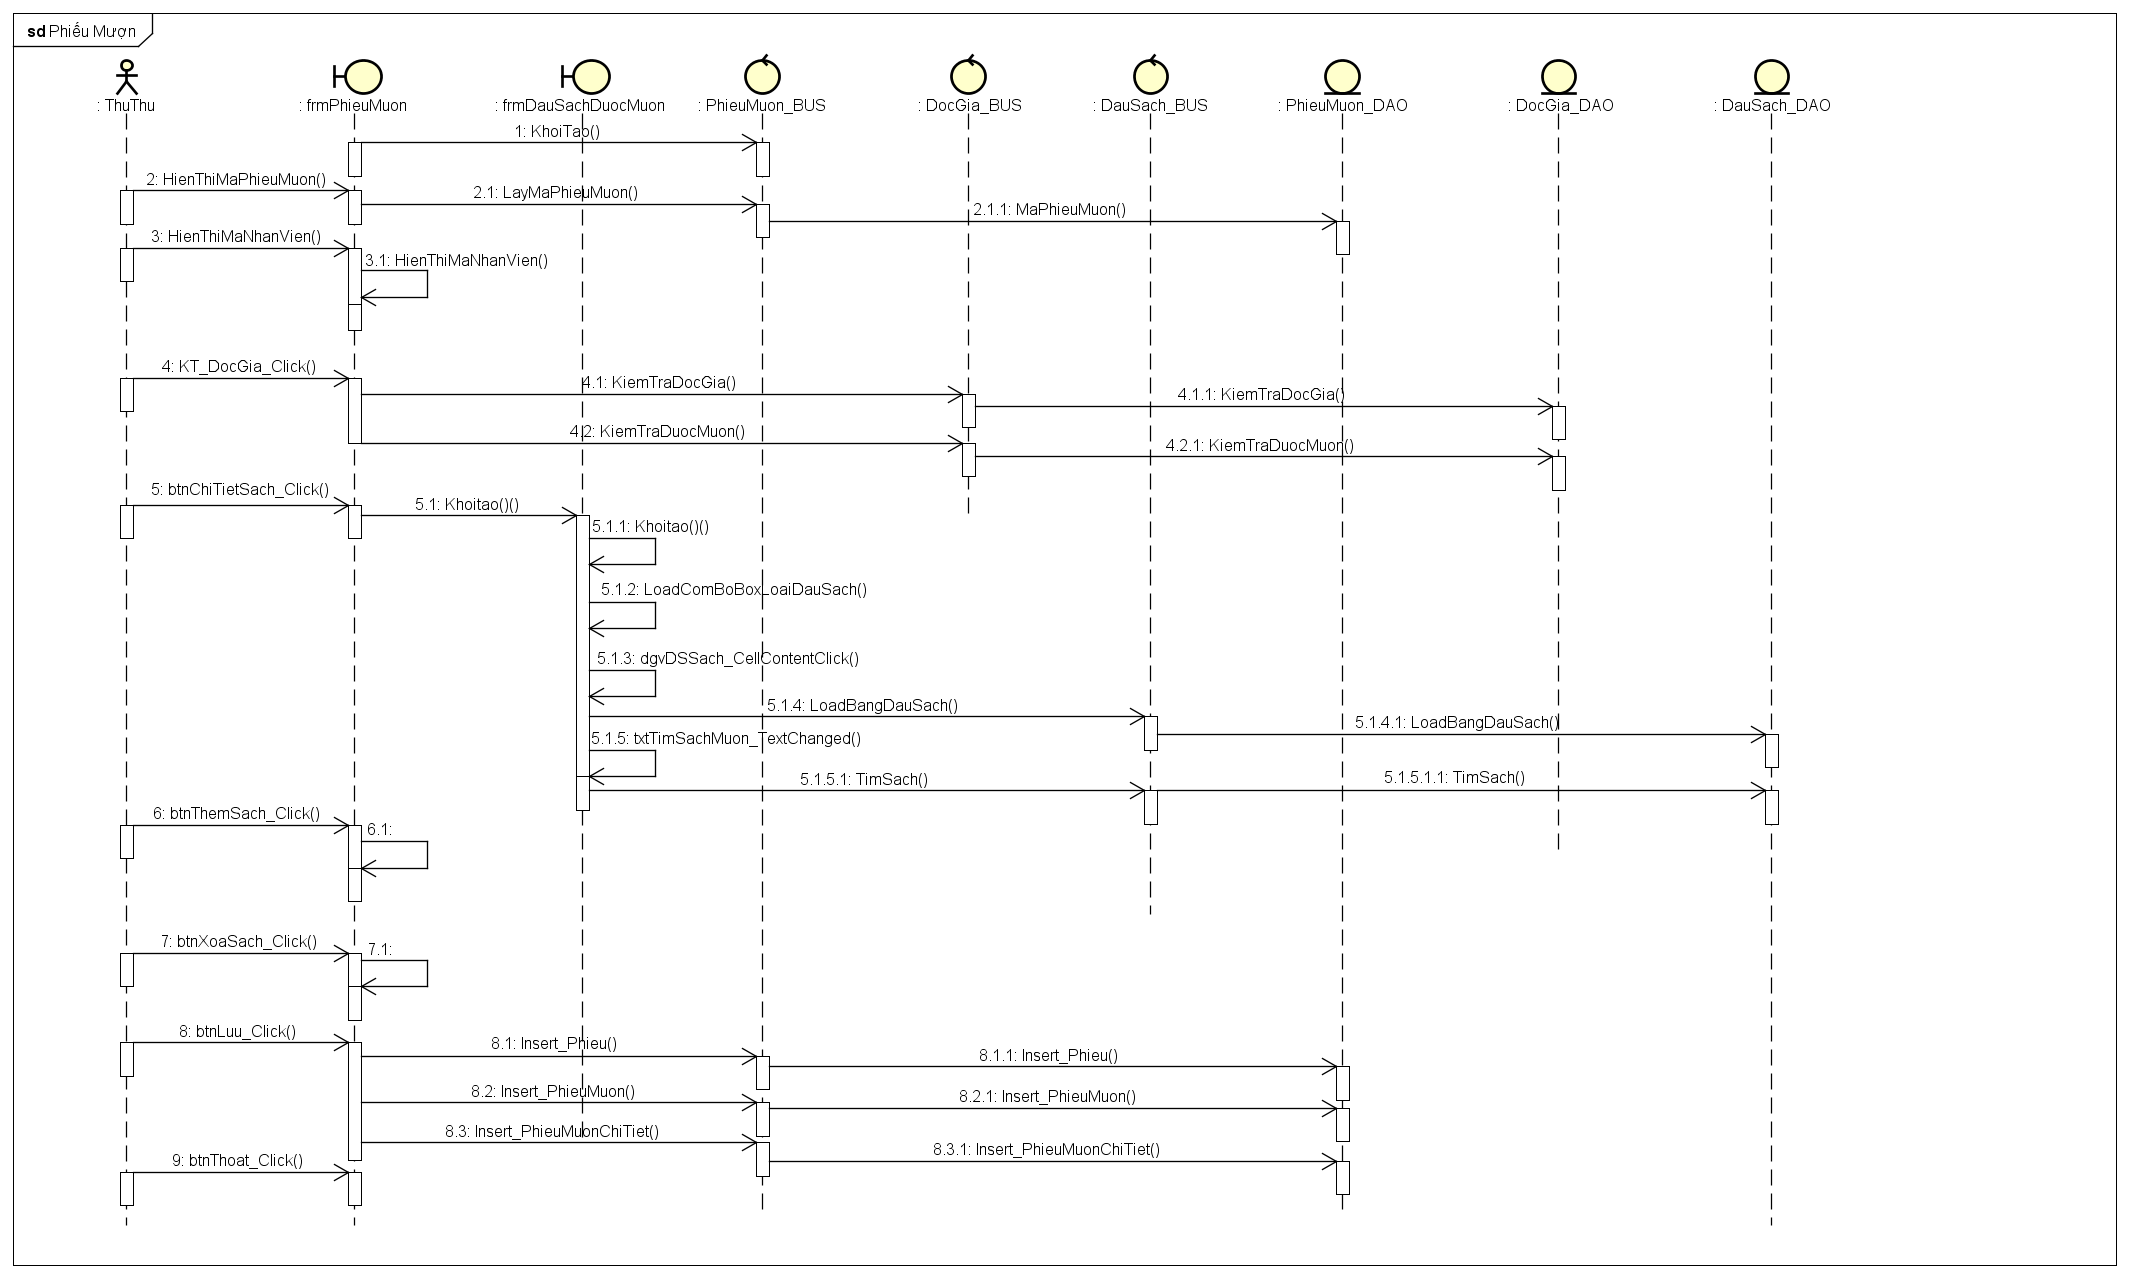 sd Phiếu Mượn
: ThuThu
: frmPhieuMuon
: frmDauSachDuocMuon
: PhieuMuon_BUS
: DocGia_BUS
: DauSach_BUS
: PhieuMuon_DAO
: DocGia_DAO
: DauSach_DAO
1: KhoiTao()
2: HienThiMaPhieuMuon()
2.1: LayMaPhieuMuon()
2.1.1: MaPhieuMuon()
3: HienThiMaNhanVien()
3.1: HienThiMaNhanVien()
4: KT_DocGia_Click()
4.1: KiemTraDocGia()
4.1.1: KiemTraDocGia()
4.2: KiemTraDuocMuon()
4.2.1: KiemTraDuocMuon()
5: btnChiTietSach_Click()
5.1: Khoitao()()
5.1.1: Khoitao()()
5.1.2: LoadComBoBoxLoaiDauSach()
5.1.3: dgvDSSach_CellContentClick()
5.1.4: LoadBangDauSach()
5.1.4.1: LoadBangDauSach()
5.1.5: txtTimSachMuon_TextChanged()
5.1.5.1: TimSach()
5.1.5.1.1: TimSach()
6: btnThemSach_Click()
6.1:
7: btnXoaSach_Click()
7.1:
8: btnLuu_Click()
8.1: Insert_Phieu()
8.1.1: Insert_Phieu()
8.2: Insert_PhieuMuon()
8.2.1: Insert_PhieuMuon()
8.3: Insert_PhieuMuonChiTiet()
8.3.1: Insert_PhieuMuonChiTiet()
9: btnThoat_Click()